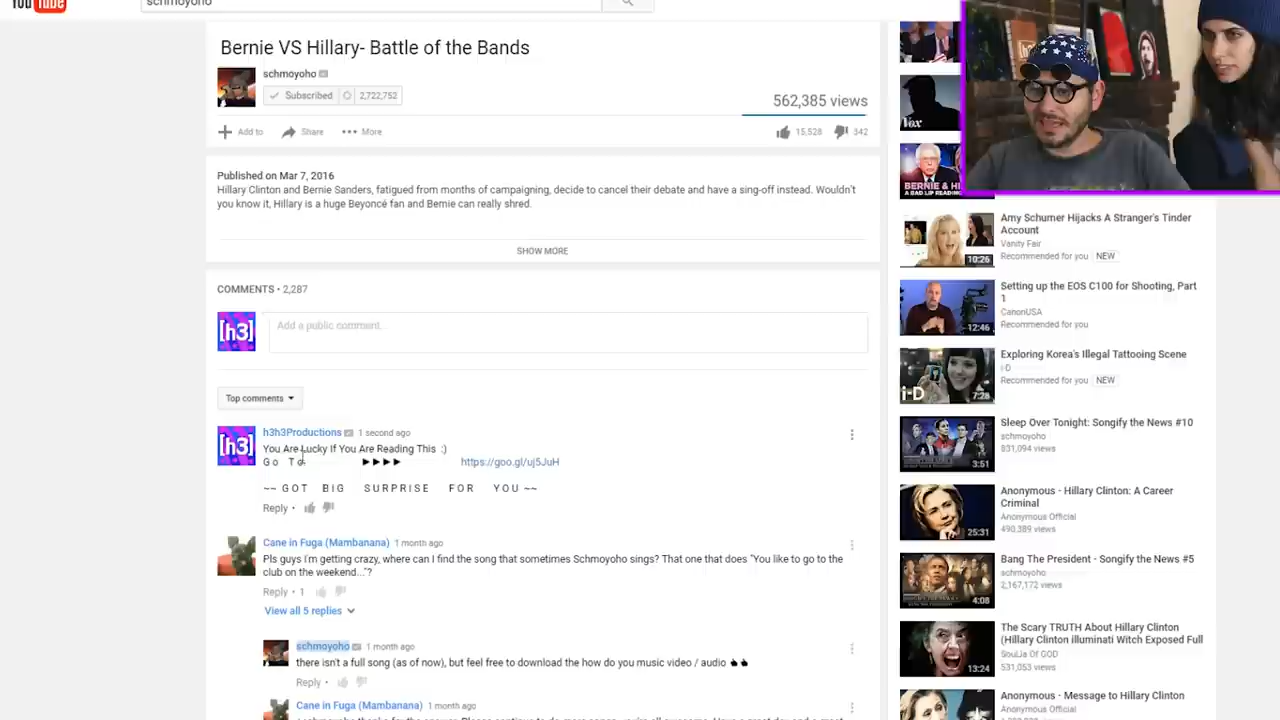 YouTube
schmoyoho
Bernie VS Hillary- Battle of the Bands
schmoyoho
Subscribed 2,722,752
562,385 views
Add to Share More
15,528 342
Published on Mar 7, 2016
Hillary Clinton and Bernie Sanders, fatigued from months of campaigning, decide to cancel their debate and have a sing-off instead. Wouldn't
you know it, Hillary is a huge Beyoncé fan and Bernie can really shred.
SHOW MORE
COMMENTS • 2,287
[h3]
Add a public comment...
Top comments
[h3]
h3h3Productions 1 second ago
You Are Lucky If You Are Reading This :)
Go To ►►►► https://goo.gl/uj5JuH
~~ G O T B I G S U R P R I S E F O R Y O U ~~
Reply •
Cane in Fuga (Mambanana) 1 month ago
Pls guys i'm getting crazy, where can I find the song that sometimes Schmoyoho sings? That one that does "You like to go to the
club on the weekend..."?
Reply • 1
View all 5 replies
schmoyoho 1 month ago
there isn't a full song (as of now), but feel free to download the how do you music video / audio
Reply •
Cane in Fuga (Mambanana) 1 month ago
Vox
BERNIE & HI
A BAD LIP READING
Amy Schumer Hijacks A Stranger's Tinder
Account
Vanity Fair
Recommended for you NEW
10:26
Setting up the EOS C100 for Shooting, Part
1
CanonUSA
Recommended for you
12:46
Exploring Korea's Illegal Tattooing Scene
i-D
Recommended for you NEW
i-D
7:28
Sleep Over Tonight: Songify the News #10
schmoyoho
831,094 views
3:51
Anonymous - Hillary Clinton: A Career
Criminal
Anonymous Official
490,389 views
25:31
Bang The President - Songify the News #5
schmoyoho
2,167,172 views
4:08
The Scary TRUTH About Hillary Clinton
(Hillary Clinton illuminati Witch Exposed Full
SouLja Of GOD
531,053 views
13:24
Anonymous - Message to Hillary Clinton
Anonymous Official